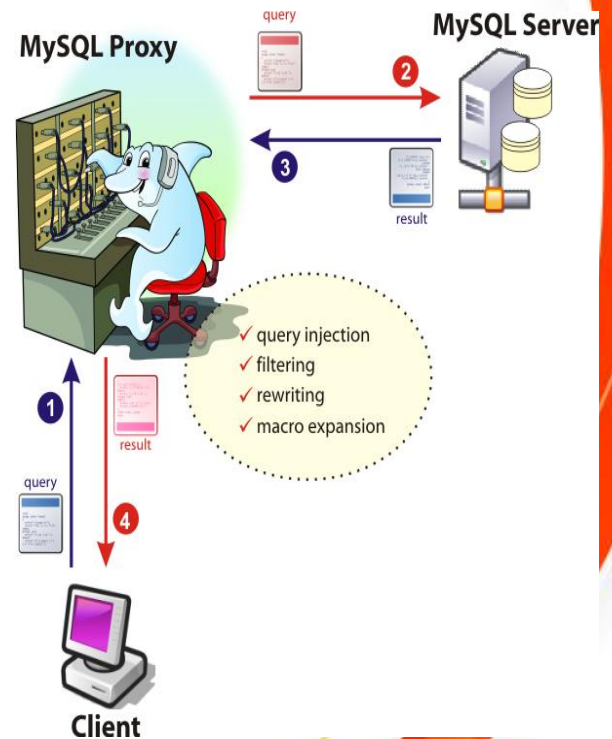 query
MySQL Server
MySQL Proxy
2
3
result
✓ query injection
✓ filtering
✓ rewriting
✓ macro expansion
1
result
query
4
Client